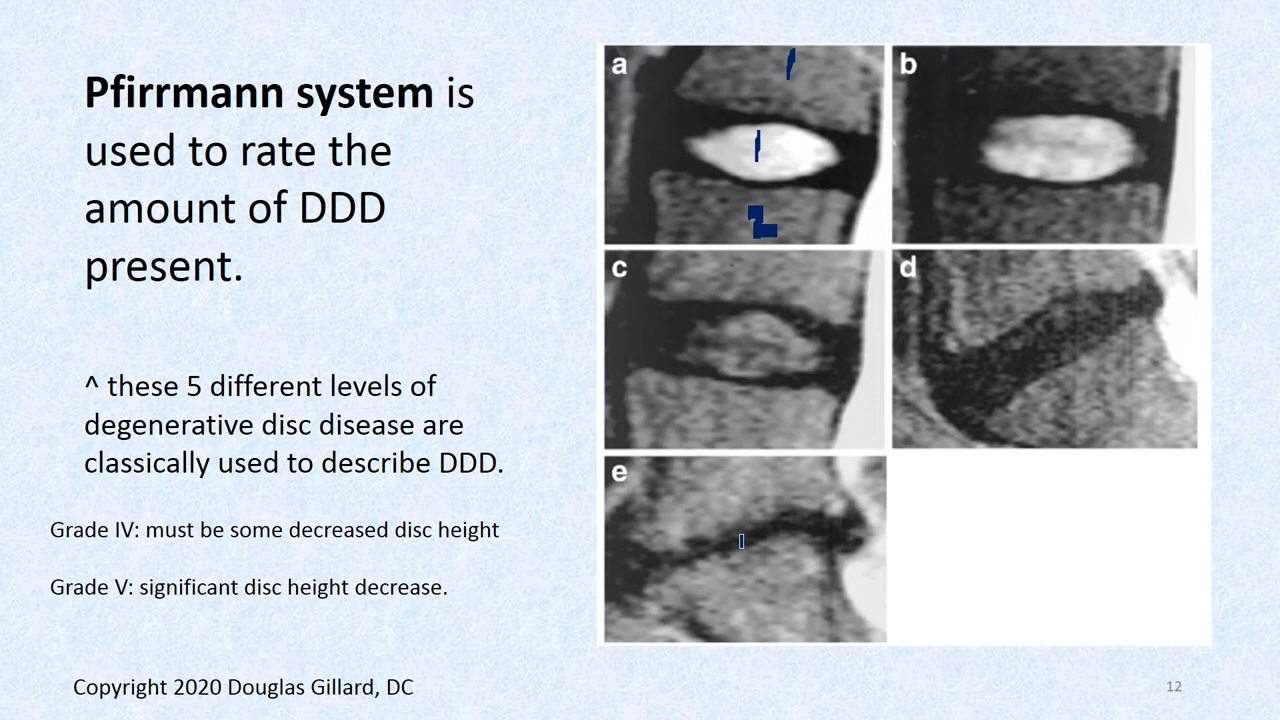 Pfirrmann system is
used to rate the
amount of DDD
present.
^ these 5 different levels of
degenerative disc disease are
classically used to describe DDD.
Grade IV: must be some decreased disc height
Grade V: significant disc height decrease.
Copyright 2020 Douglas Gillard, DC
a
b
c
d
e
12